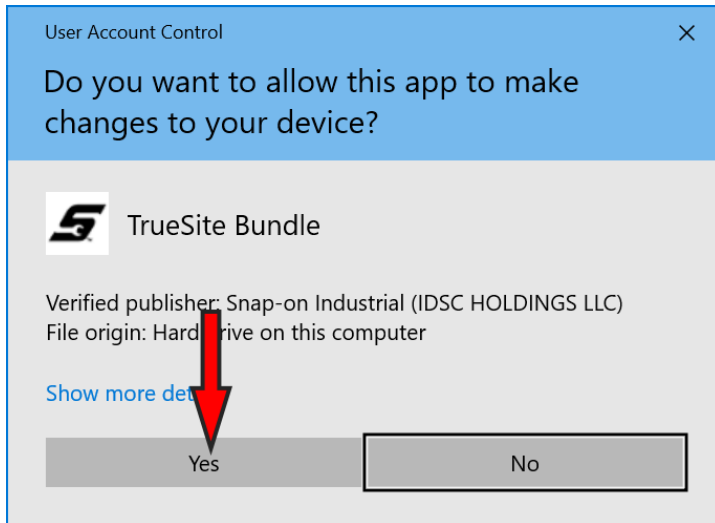 User Account Control
Do you want to allow this app to make
changes to your device?
TrueSite Bundle
Verified publisher: Snap-on Industrial (IDSC HOLDINGS LLC)
File origin: Hard drive on this computer
Show more
Yes
No